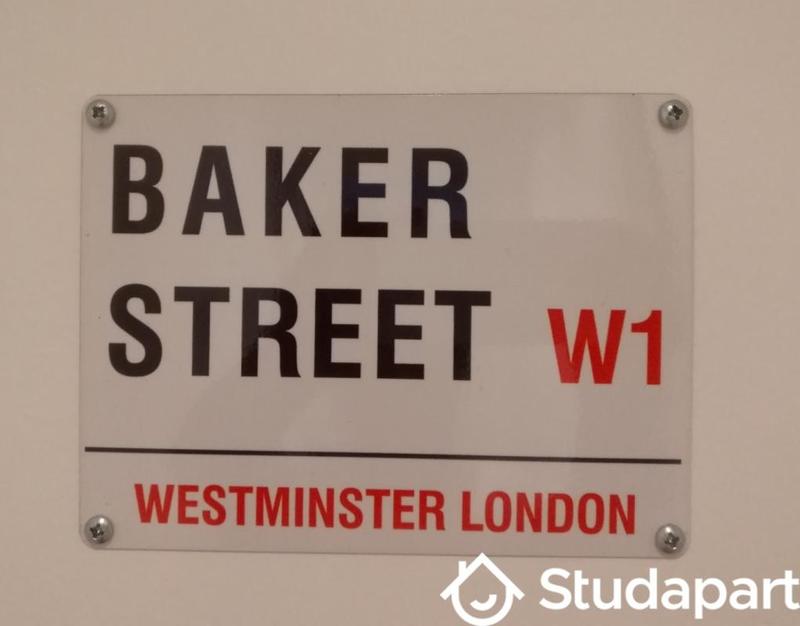 BAKER
STREET W1
WESTMINSTER LONDON
Studapart